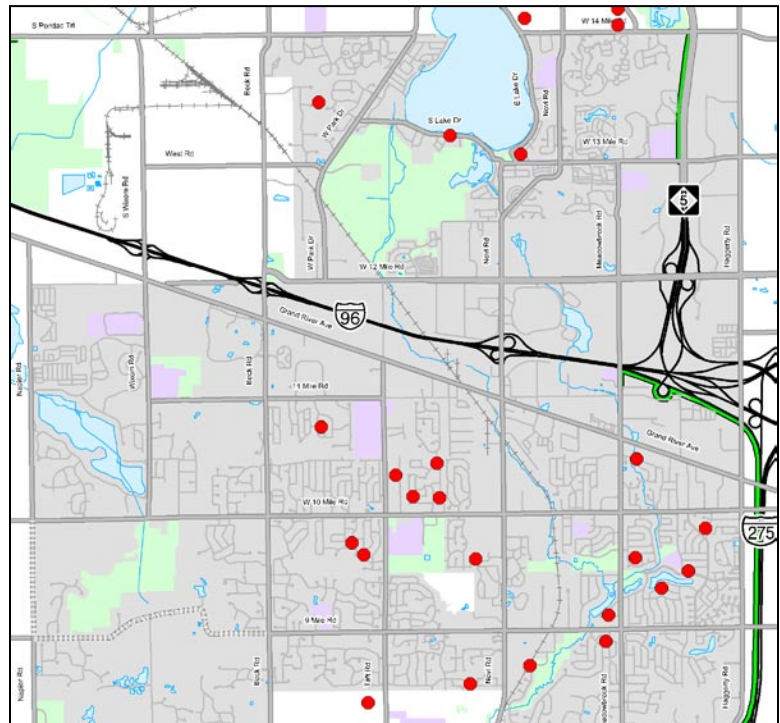 S Pontiac Trl
W 14 Mile
Beck Rd
W Park Dr
S Lake Dr
E Lake Dr
Novi Rd
W 13 Mile Rd
West Rd
S Wixom Rd
5
W Park Dr
Novi Rd
Meadowbrook Rd
Haggerty Rd
W 12 Mile Rd
96
Grand River Ave
Napier Rd
Wixom Rd
Beck Rd
11 Mile Rd
Grand River Ave
W 10 Mile Rd
275
9 Mile Rd
Napier Rd
Beck Rd
Taft Rd
Novi Rd
Meadowbrook Rd
Haggerty Rd